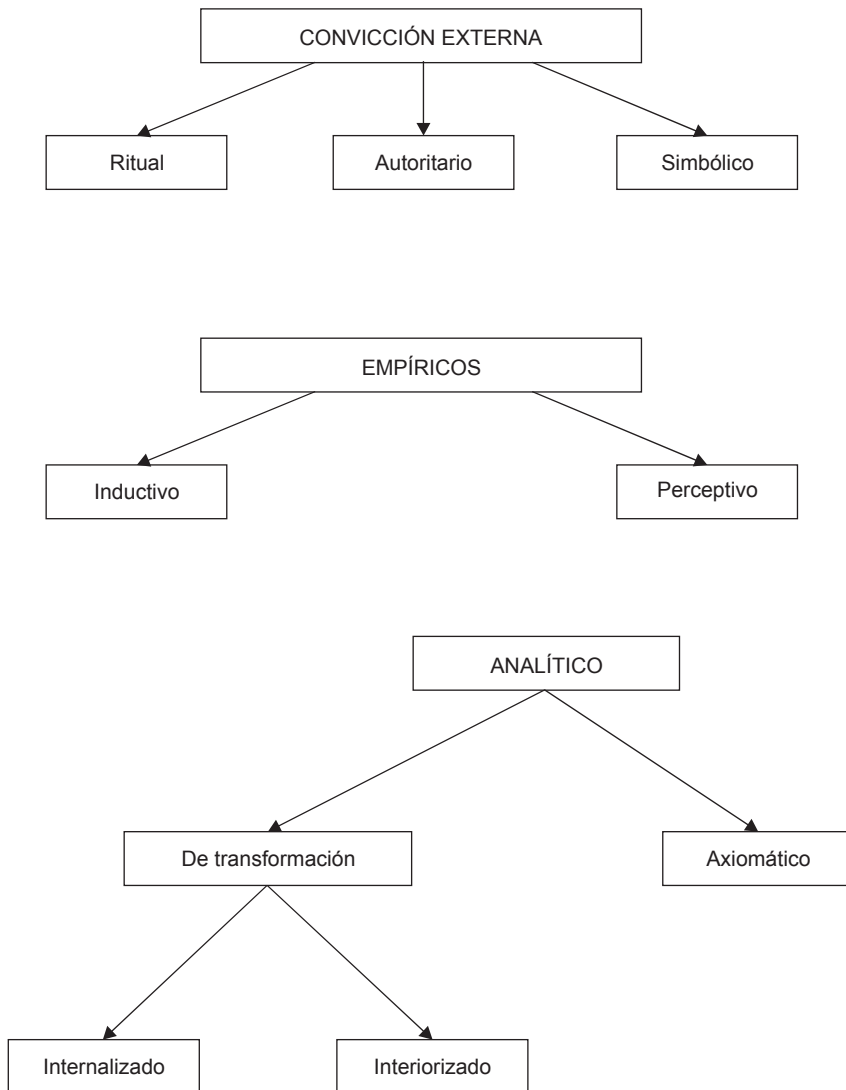 CONVICCIÓN EXTERNA
Ritual
Autoritario
Simbólico
EMPÍRICOS
Inductivo
Perceptivo
ANALÍTICO
De transformación
Axiomático
Internalizado
Interiorizado